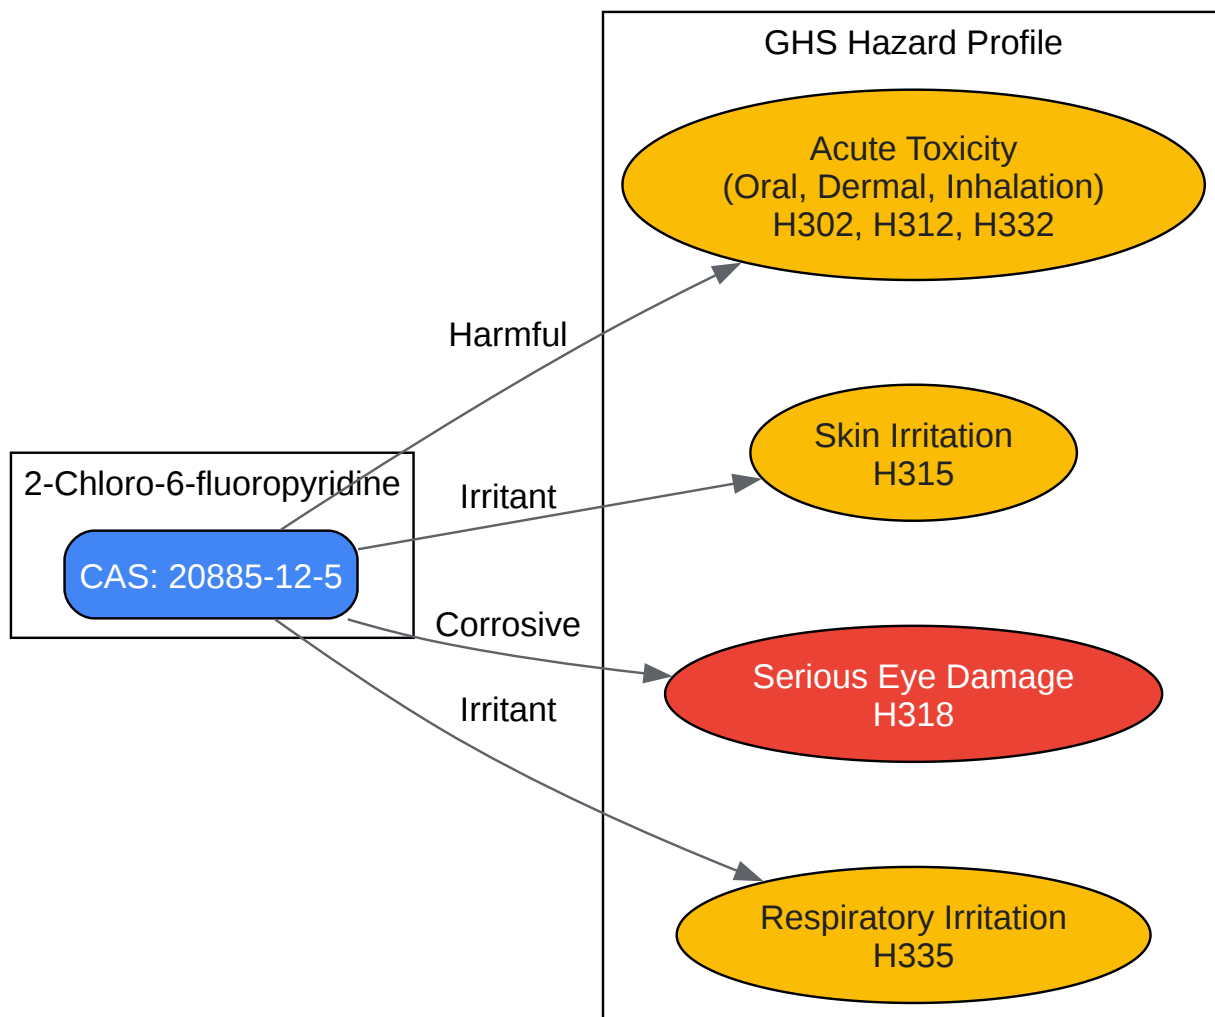 GHS Hazard Profile
Acute Toxicity
(Oral, Dermal, Inhalation)
H302, H312, H332
Harmful
2-Chloro-6-fluoropyridine
CAS: 20885-12-5
Irritant
Skin Irritation
H315
Corrosive
Serious Eye Damage
H318
Irritant
Respiratory Irritation
H335